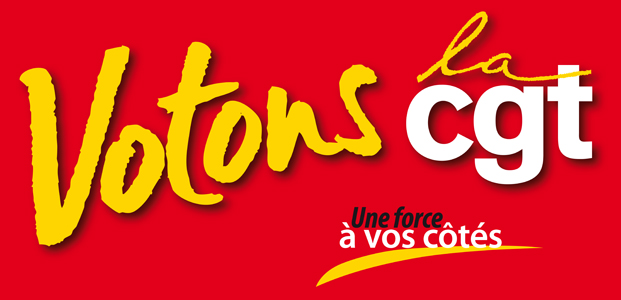 Votons la cgt
Une force
à vos côtés